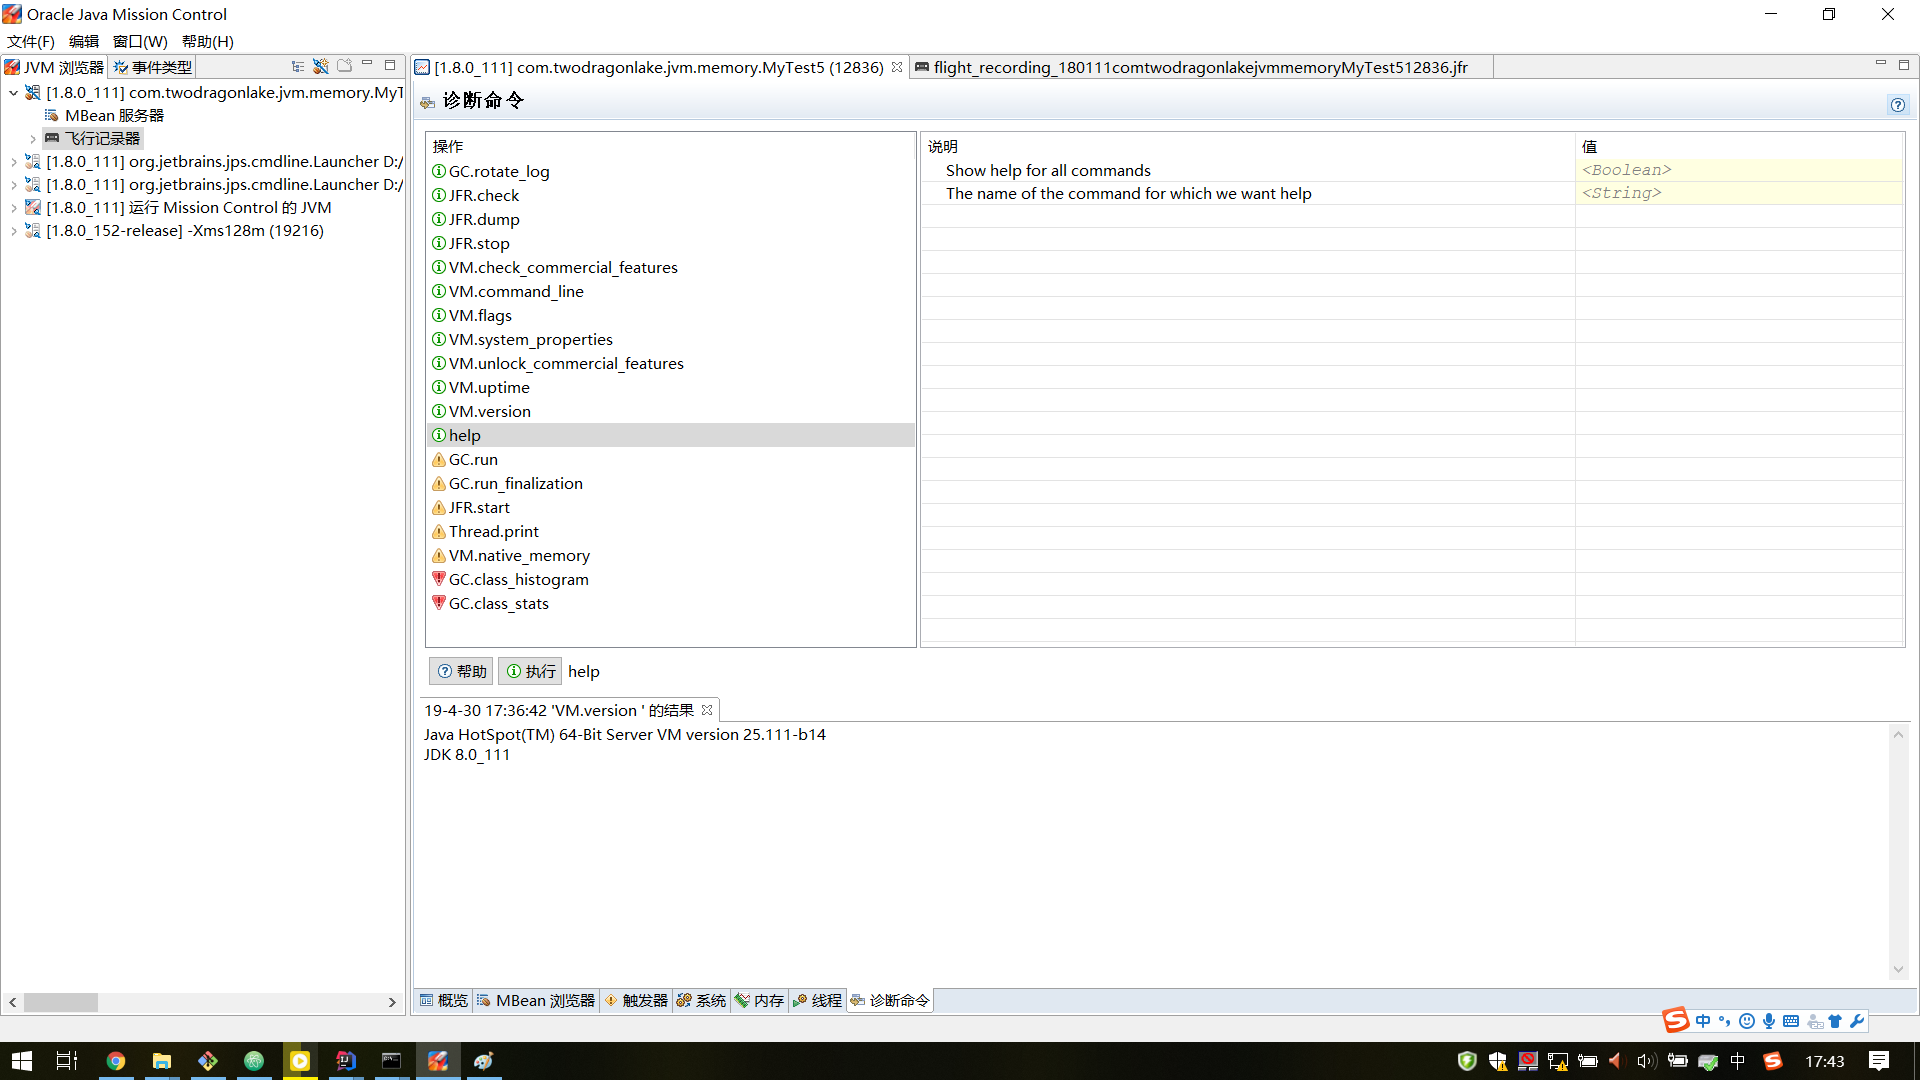 Oracle Java Mission Control
文件(F) 编辑 窗口(W) 帮助(H)
JVM 浏览器 事件类型
[1.8.0_111] com.twodragonlake.jvm.memory.MyT
MBean 服务器
飞行记录器
[1.8.0_111] org.jetbrains.jps.cmdline.Launcher D:/
[1.8.0_111] org.jetbrains.jps.cmdline.Launcher D:/
[1.8.0_111] 运行 Mission Control 的 JVM
[1.8.0_152-release] -Xms128m (19216)
[1.8.0_111] com.twodragonlake.jvm.memory.MyTest5 (12836) flight_recording_180111comtwodragonlakejvmmemoryMyTest512836.jfr
诊断命令
操作
GC.rotate_log
JFR.check
JFR.dump
JFR.stop
VM.check_commercial_features
VM.command_line
VM.flags
VM.system_properties
VM.unlock_commercial_features
VM.uptime
VM.version
help
GC.run
GC.run_finalization
JFR.start
Thread.print
VM.native_memory
GC.class_histogram
GC.class_stats
说明 值
Show help for all commands <Boolean>
The name of the command for which we want help <String>
帮助 执行 help
19-4-30 17:36:42 'VM.version ' 的结果
Java HotSpot(TM) 64-Bit Server VM version 25.111-b14
JDK 8.0_111
概览 MBean 浏览器 触发器 系统 内存 线程 诊断命令
中
中 17:43